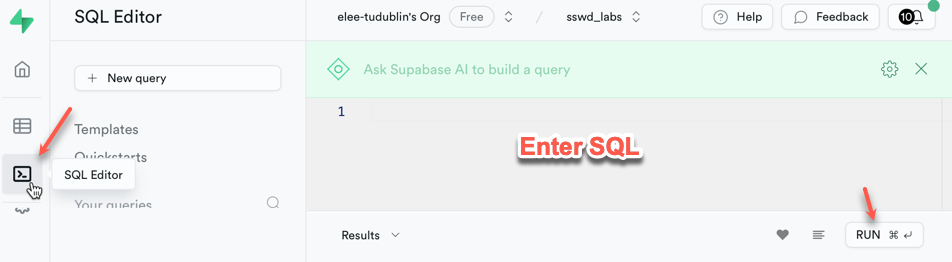 SQL Editor
elee-tudublin's Org
Free
/
sswd_labs
Help
Feedback
10
+ New query
Ask Supabase AI to build a query
1
Templates
Enter SQL
Quickstarts
SQL Editor
Your queries
Results
RUN ⌘ ↵